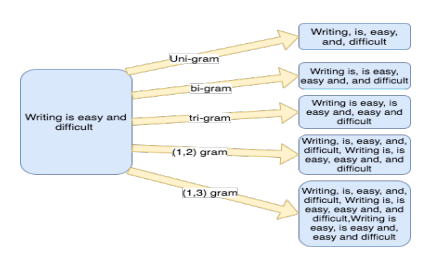 Writing is easy and
difficult
Uni-gram
Writing, is, easy,
and, difficult
bi-gram
Writing is, is easy,
easy and, and difficult
tri-gram
Writing is easy, is
easy and, easy and
difficult
(1,2) gram
Writing, is, easy, and,
difficult, Writing is, is
easy, easy and, and
difficult
(1,3) gram
Writing, is, easy, and,
difficult, Writing is, is
easy, easy and, and
difficult,Writing is
easy, is easy and,
easy and difficult